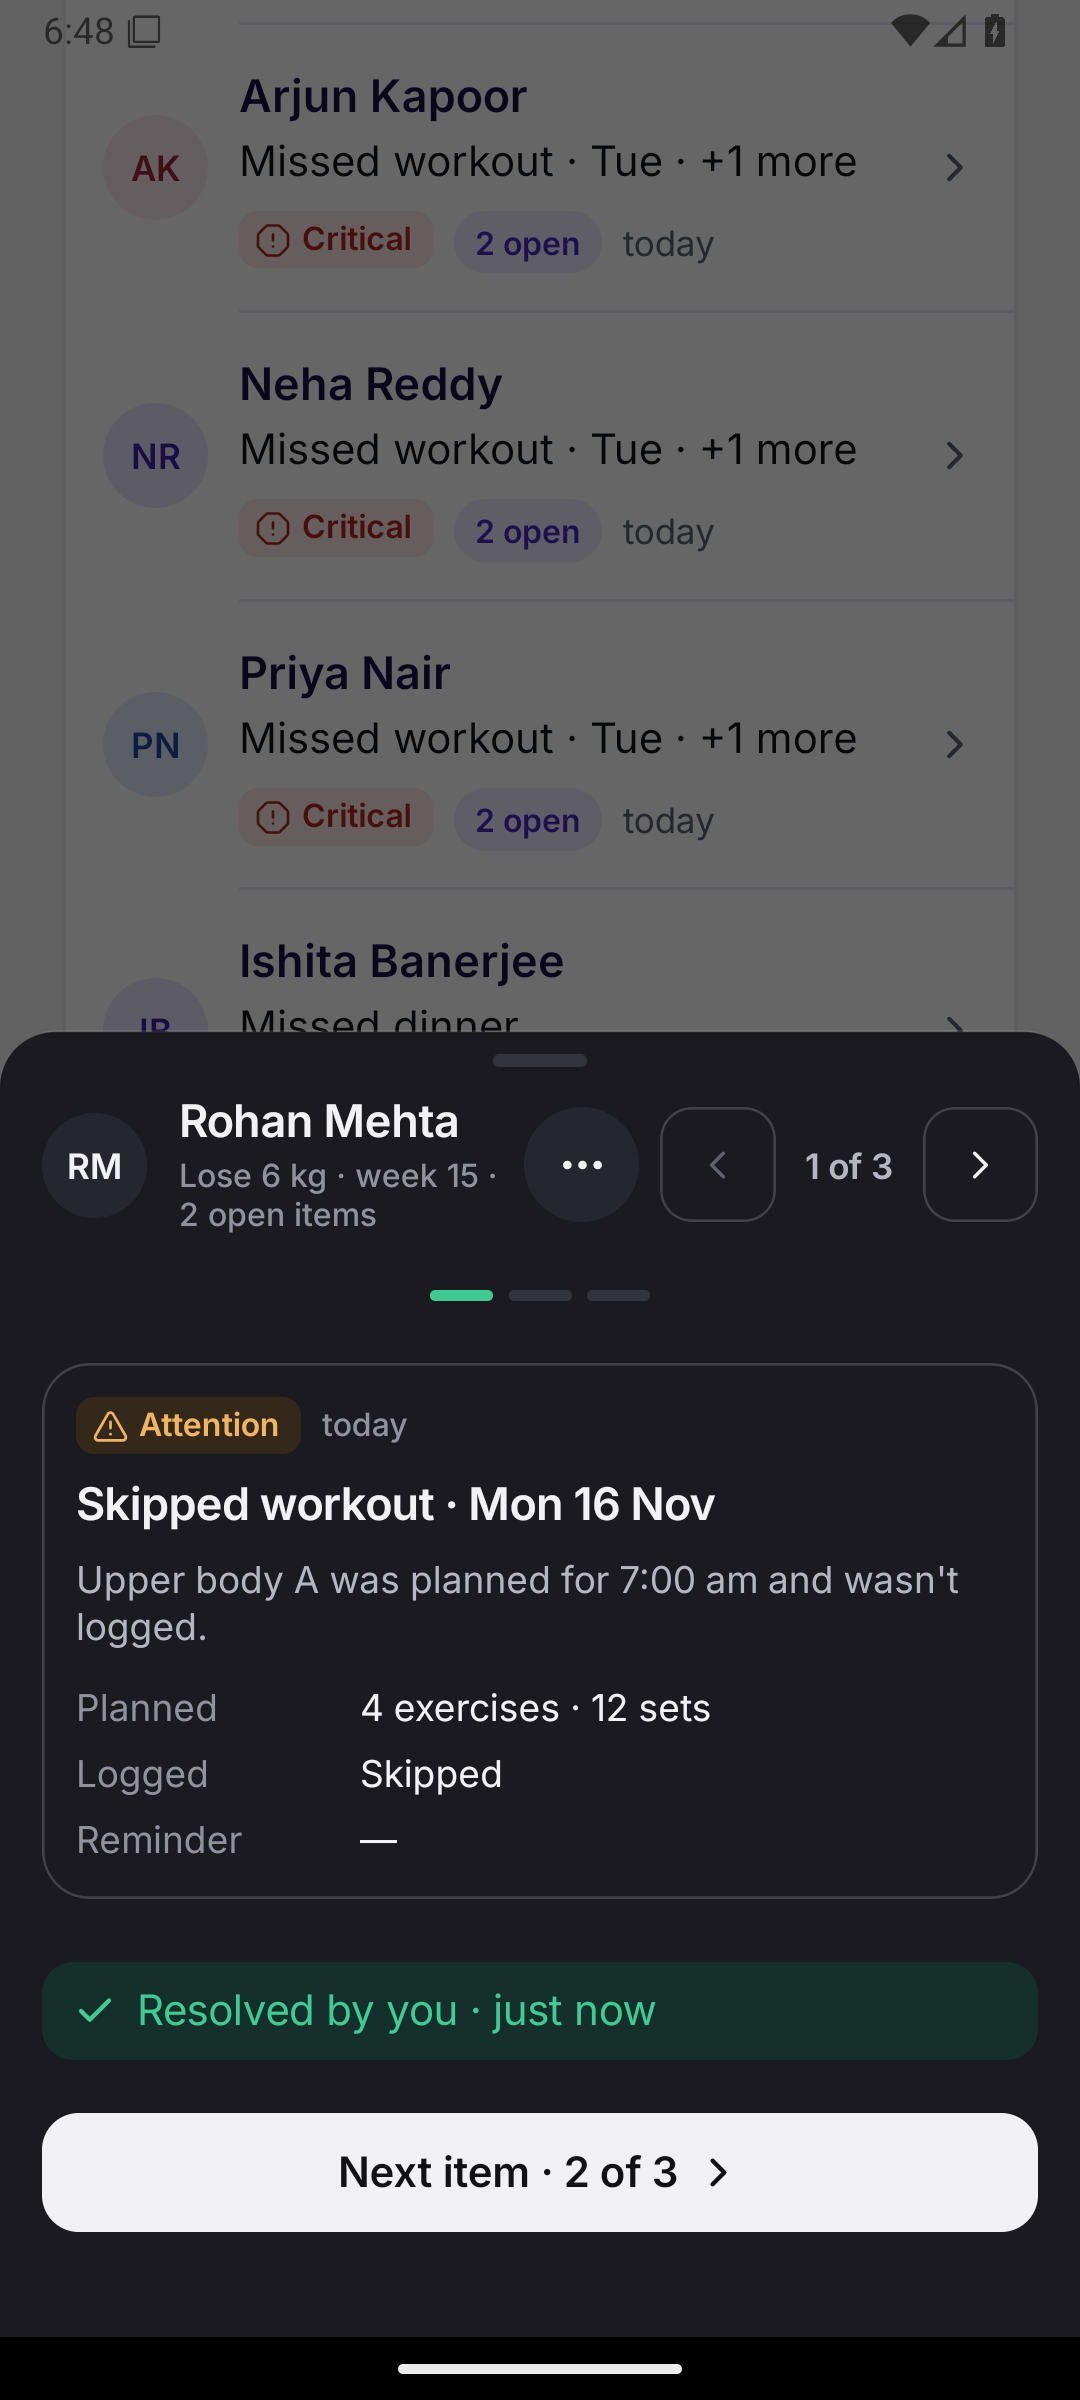 6:48
Arjun Kapoor
AK
Missed workout · Tue · +1 more
Critical
2 open
today
Neha Reddy
NR
Missed workout · Tue · +1 more
Critical
2 open
today
Priya Nair
PN
Missed workout · Tue · +1 more
Critical
2 open
today
Ishita Banerjee
IB
Missed dinner
RM
Rohan Mehta
Lose 6 kg · week 15 ·
2 open items
1 of 3
Attention
today
Skipped workout · Mon 16 Nov
Upper body A was planned for 7:00 am and wasn't
logged.
Planned
4 exercises · 12 sets
Logged
Skipped
Reminder
—
Resolved by you · just now
Next item · 2 of 3